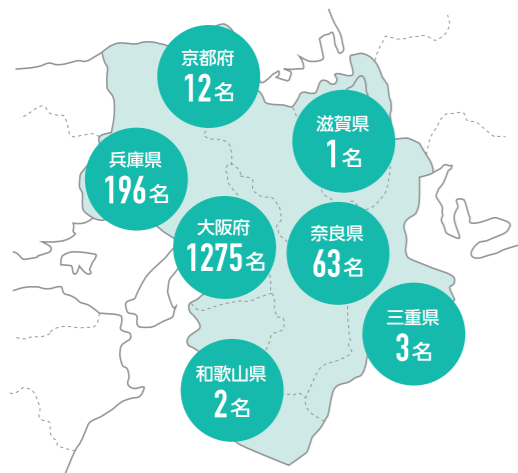 京都府
12名
滋賀県
1名
兵庫県
196名
大阪府
1275名
奈良県
63名
三重県
3名
和歌山県
2名